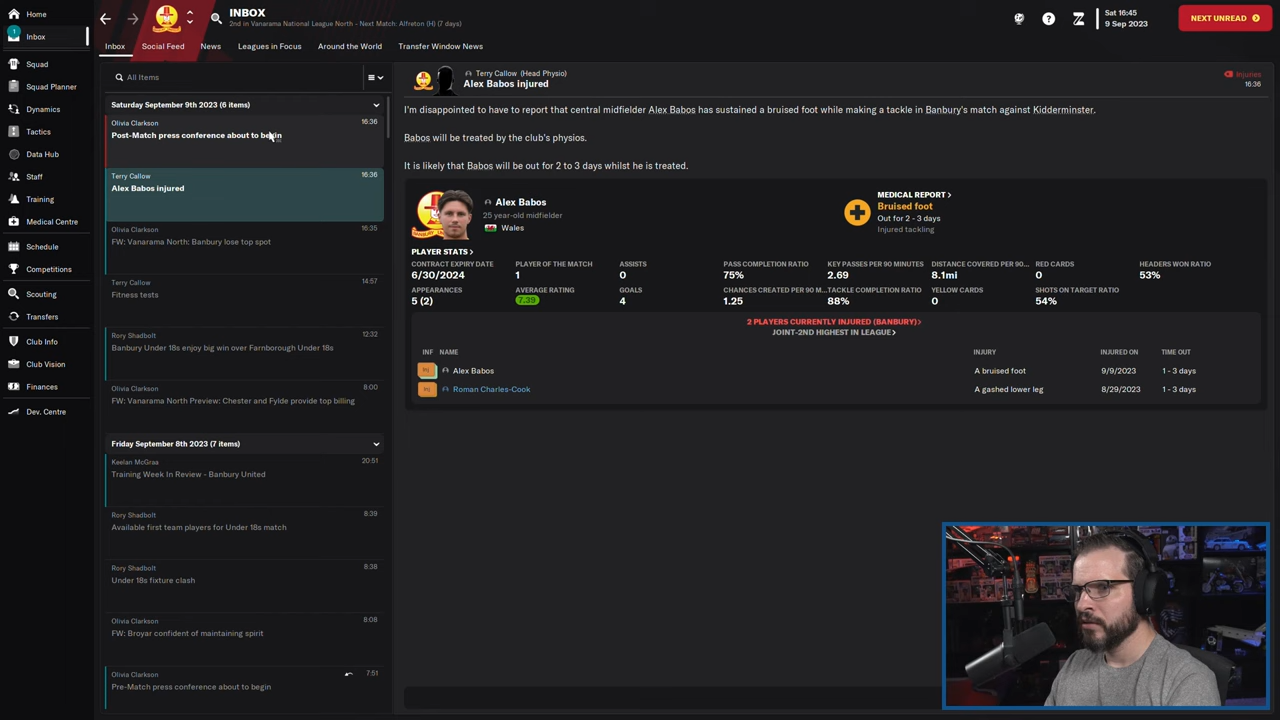 Home
Inbox
Squad
Squad Planner
Dynamics
Tactics
Data Hub
Staff
Training
Medical Centre
Schedule
Competitions
Scouting
Transfers
Club Info
Club Vision
Finances
Dev. Centre
INBOX
2nd in Vanarama National League North - Next Match: Alfreton (H) (7 days)
Sat 16:45
9 Sep 2023
NEXT UNREAD
Inbox
Social Feed
News
Leagues in Focus
Around the World
Transfer Window News
All Items
Saturday September 9th 2023 (6 items)
Olivia Clarkson 16:36
Post-Match press conference about to begin
Terry Callow 16:36
Alex Babos injured
Olivia Clarkson 16:35
FW: Vanarama North: Banbury lose top spot
Terry Callow 14:57
Fitness tests
Rory Shadbolt 12:32
Banbury Under 18s enjoy big win over Farnborough Under 18s
Olivia Clarkson 8:00
FW: Vanarama North Preview: Chester and Fylde provide top billing
Friday September 8th 2023 (7 items)
Keelan McGraa 20:51
Training Week In Review - Banbury United
Rory Shadbolt 8:39
Available first team players for Under 18s match
Rory Shadbolt 8:38
Under 18s fixture clash
Olivia Clarkson 8:08
FW: Broyar confident of maintaining spirit
Olivia Clarkson 7:51
Pre-Match press conference about to begin
Terry Callow (Head Physio)
Alex Babos injured
Injuries
16:36
I'm disappointed to have to report that central midfielder Alex Babos has sustained a bruised foot while making a tackle in Banbury's match against Kidderminster.
Babos will be treated by the club's physios.
It is likely that Babos will be out for 2 to 3 days whilst he is treated.
Alex Babos
25 year-old midfielder
Wales
MEDICAL REPORT >
Bruised foot
Out for 2 - 3 days
Injured tackling
PLAYER STATS >
CONTRACT EXPIRY DATE PLAYER OF THE MATCH ASSISTS PASS COMPLETION RATIO KEY PASSES PER 90 MINUTES DISTANCE COVERED PER 90... RED CARDS HEADERS WON RATIO
6/30/2024 1 0 75% 2.69 8.1mi 0 53%
APPEARANCES AVERAGE RATING GOALS CHANCES CREATED PER 90 M... TACKLE COMPLETION RATIO YELLOW CARDS SHOTS ON TARGET RATIO
5 (2) 7.39 4 1.25 88% 0 54%
2 PLAYERS CURRENTLY INJURED (BANBURY) >
JOINT-2ND HIGHEST IN LEAGUE >
INF NAME INJURY INJURED ON TIME OUT
Inj Alex Babos A bruised foot 9/9/2023 1 - 3 days
Inj Roman Charles-Cook A gashed lower leg 8/29/2023 1 - 3 days